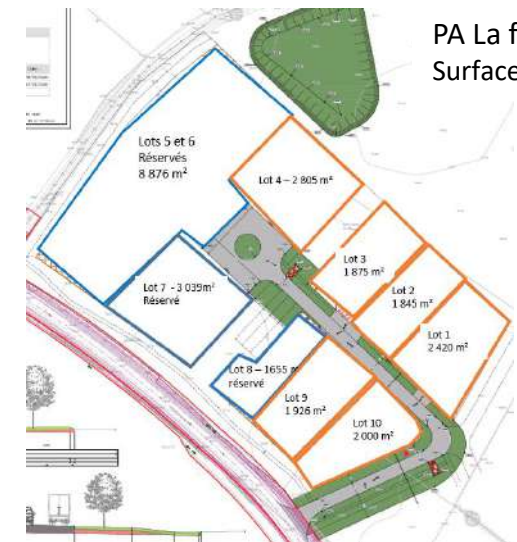 PA La f
Surface
Lots 5 et 6
Réservés
8 876 m²
Lot 4 – 2 805 m²
Lot 3
1 875 m²
Lot 2
1 845 m²
Lot 1
2 420 m²
Lot 7 - 3 039m²
Réservé
Lot 8 – 1655 m
réservé
Lot 9
1 926 m²
Lot 10
2 000 m²